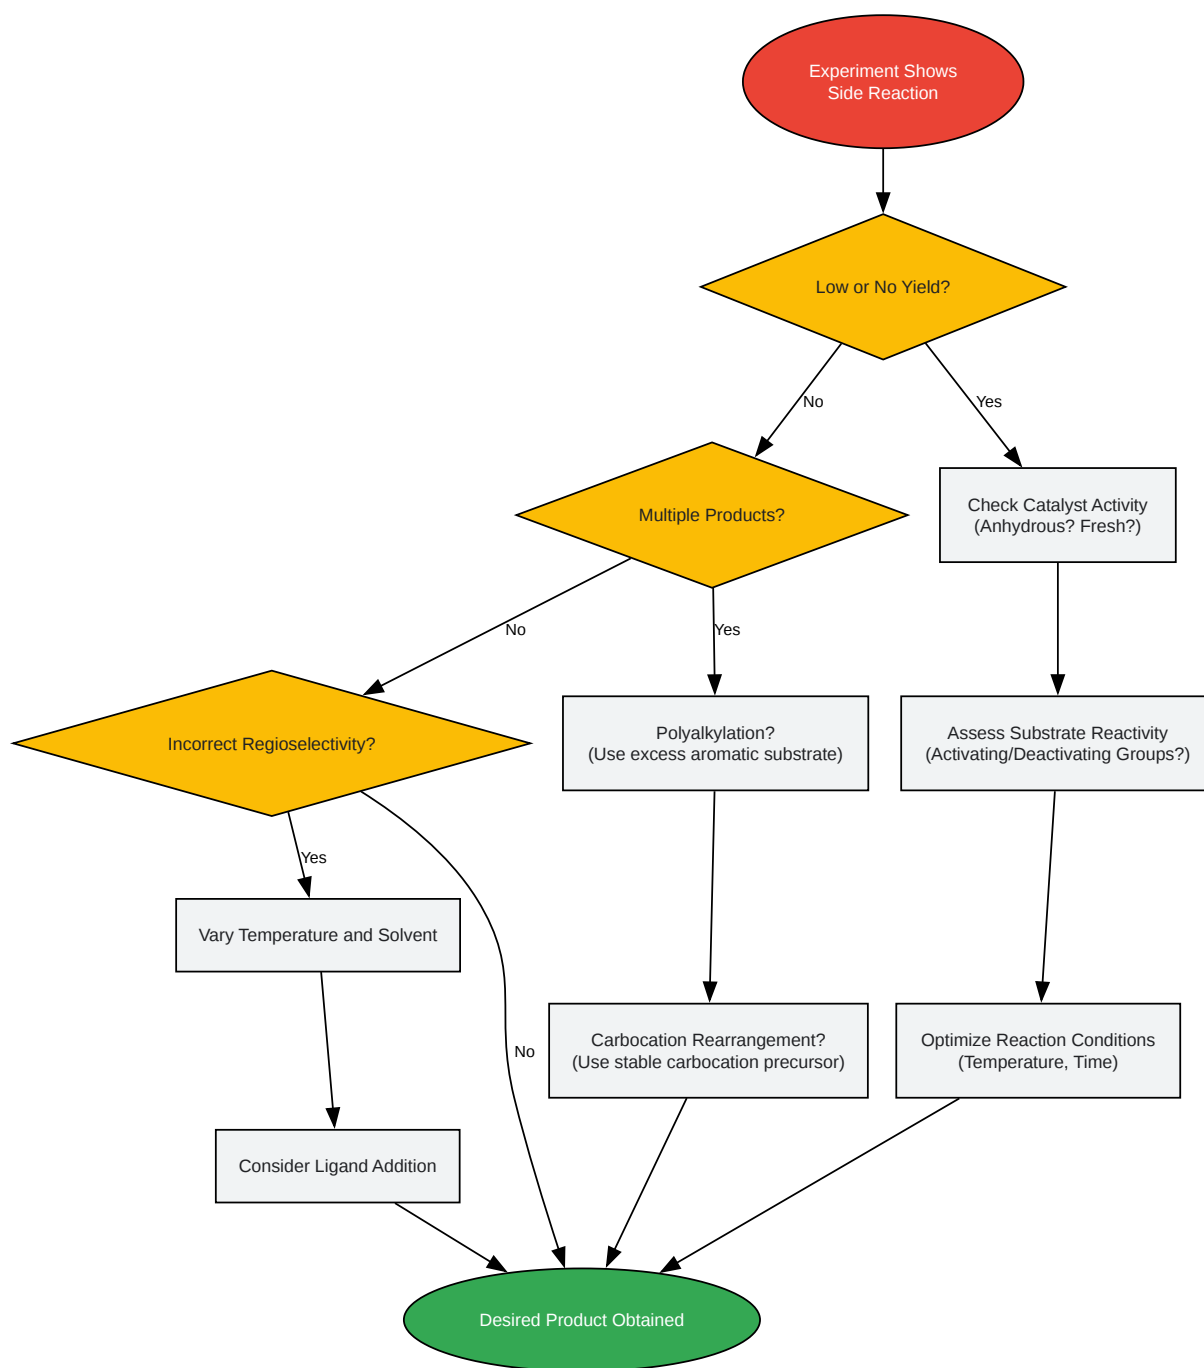 Experiment Shows
Side Reaction
Low or No Yield?
No
Yes
Multiple Products?
Check Catalyst Activity
(Anhydrous? Fresh?)
No
Yes
Incorrect Regioselectivity?
Polyalkylation?
(Use excess aromatic substrate)
Assess Substrate Reactivity
(Activating/Deactivating Groups?)
Yes
Vary Temperature and Solvent
No
Carbocation Rearrangement?
(Use stable carbocation precursor)
Optimize Reaction Conditions
(Temperature, Time)
Consider Ligand Addition
Desired Product Obtained